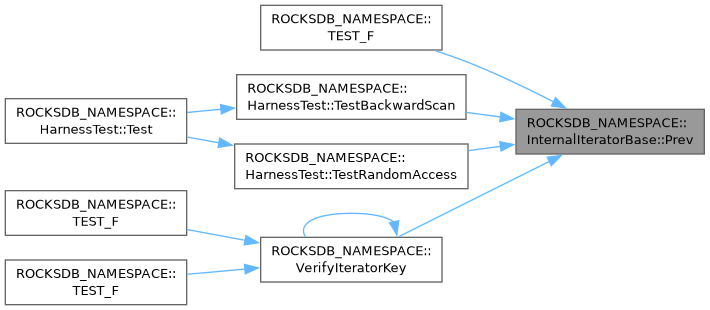 ROCKSDB_NAMESPACE::
TEST_F
ROCKSDB_NAMESPACE::
HarnessTest::TestBackwardScan
ROCKSDB_NAMESPACE::
HarnessTest::Test
ROCKSDB_NAMESPACE::
InternalIteratorBase::Prev
ROCKSDB_NAMESPACE::
HarnessTest::TestRandomAccess
ROCKSDB_NAMESPACE::
TEST_F
ROCKSDB_NAMESPACE::
VerifyIteratorKey
ROCKSDB_NAMESPACE::
TEST_F